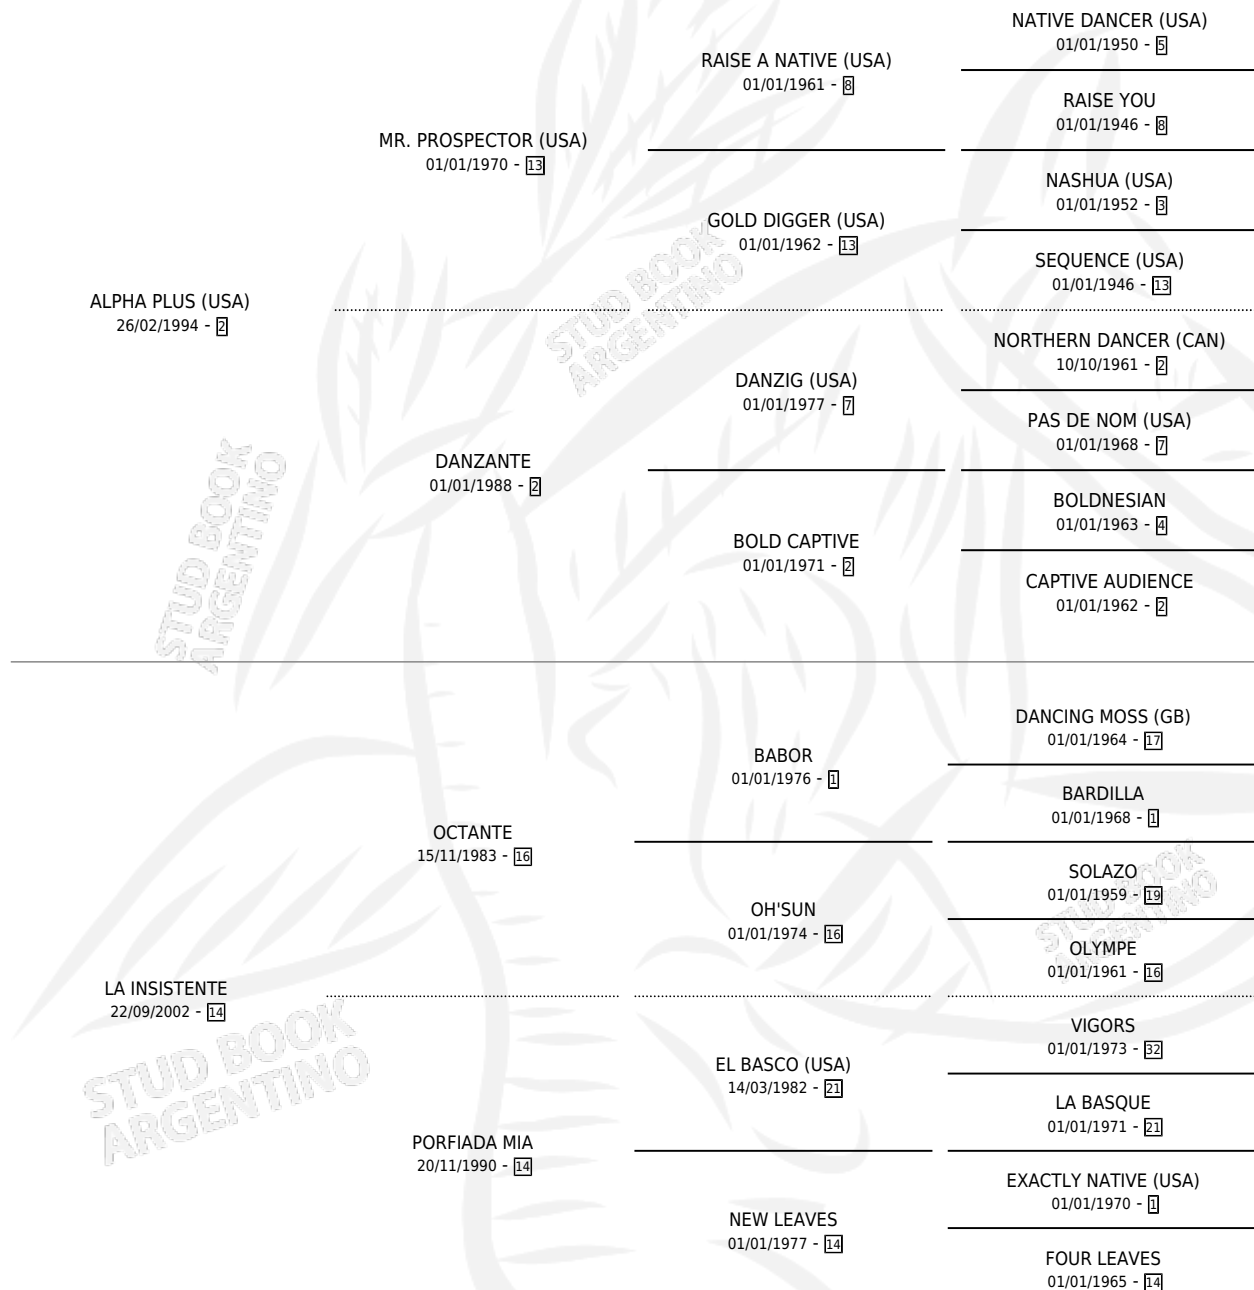 NATIVE DANCER (USA)
01/01/1950 - 5
RAISE A NATIVE (USA)
01/01/1961 - 8
RAISE YOU
01/01/1946 - 8
MR. PROSPECTOR (USA)
01/01/1970 - 13
NASHUA (USA)
01/01/1952 - 3
GOLD DIGGER (USA)
01/01/1962 - 13
SEQUENCE (USA)
01/01/1946 - 13
ALPHA PLUS (USA)
26/02/1994 - 2
NORTHERN DANCER (CAN)
10/10/1961 - 2
DANZIG (USA)
01/01/1977 - 7
PAS DE NOM (USA)
01/01/1968 - 7
DANZANTE
01/01/1988 - 2
BOLDNESIAN
01/01/1963 - 4
BOLD CAPTIVE
01/01/1971 - 2
CAPTIVE AUDIENCE
01/01/1962 - 2
DANCING MOSS (GB)
01/01/1964 - 17
BABOR
01/01/1976 - 1
BARDILLA
01/01/1968 - 1
OCTANTE
15/11/1983 - 16
SOLAZO
01/01/1959 - 19
OH'SUN
01/01/1974 - 16
OLYMPE
01/01/1961 - 16
LA INSISTENTE
22/09/2002 - 14
VIGORS
01/01/1973 - 32
EL BASCO (USA)
14/03/1982 - 21
LA BASQUE
01/01/1971 - 21
PORFIADA MIA
20/11/1990 - 14
EXACTLY NATIVE (USA)
01/01/1970 - 1
NEW LEAVES
01/01/1977 - 14
FOUR LEAVES
01/01/1965 - 14
STUD BOOK
ARGENTINO
STUD BOOK
ARGENTINO
STUD BOOK
ARGENTINO
STUD BOOK
ARGENTINO